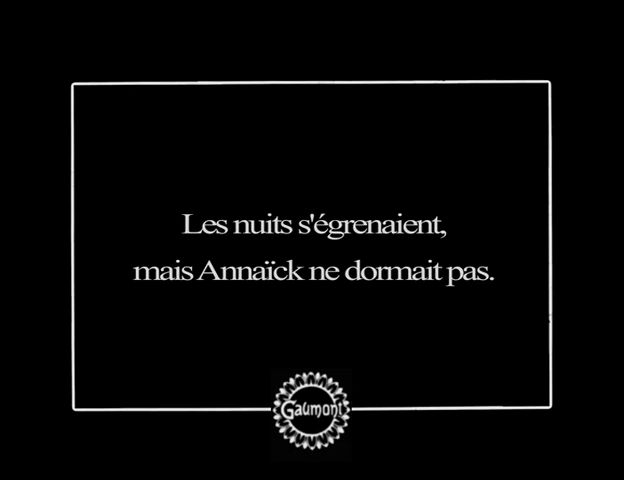 Les nuits s'égrenaient,
mais Annaïck ne dormait pas.
Gaumont